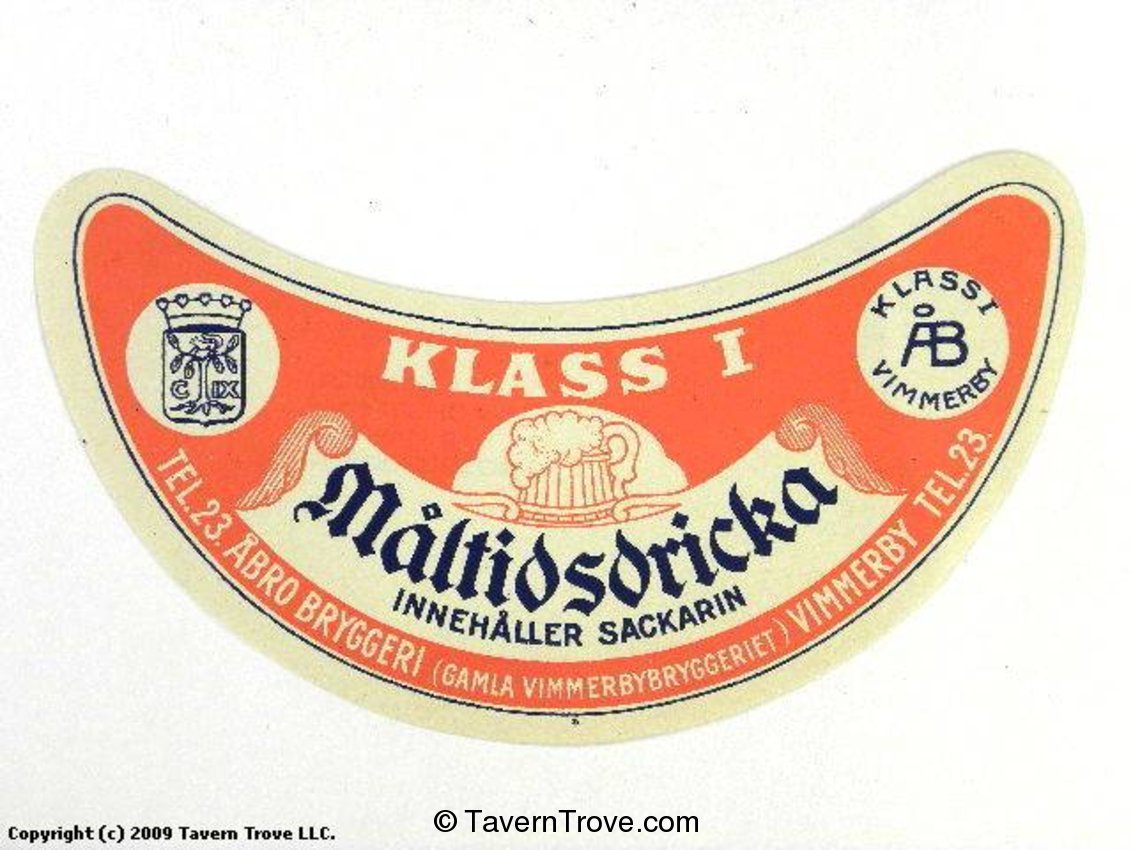 KLASS I
C IX
KLASS I
ÅB
VIMMERBY
Måltidsdricka
INNEHÅLLER SACKARIN
TEL.23. ÅBRO BRYGGERI (GAMLA VIMMERBYBRYGGERIET) VIMMERBY TEL.23.
Copyright (c) 2009 Tavern Trove LLC.
© TavernTrove.com